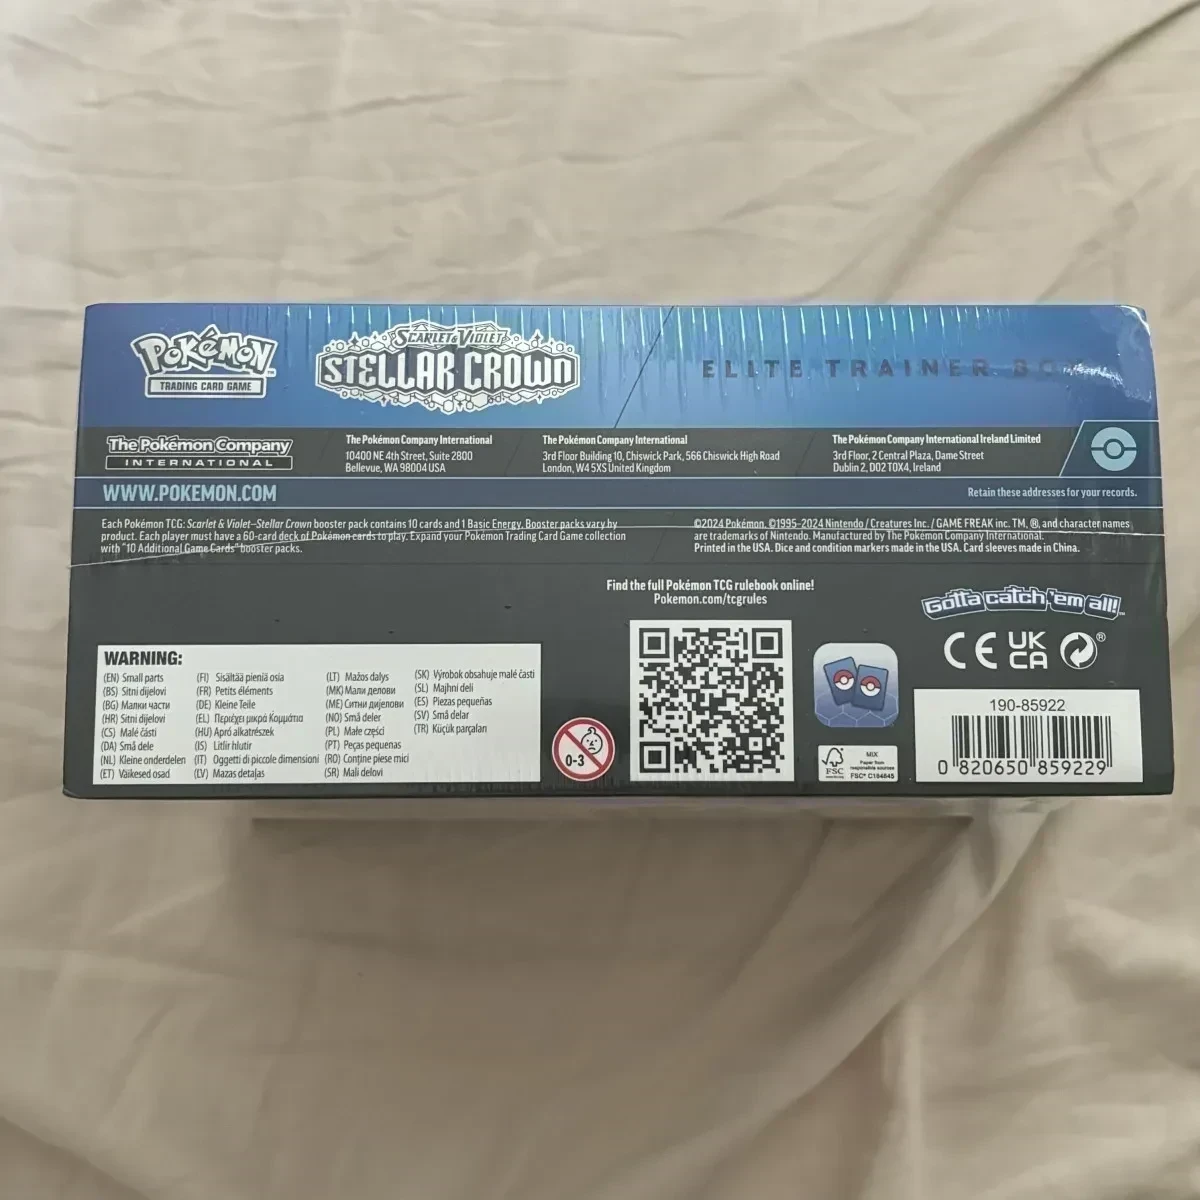 POKéMON™
TRADING CARD GAME
SCARLET & VIOLET
STELLAR CROWN
ELITE TRAINER BOX
The Pokémon Company
INTERNATIONAL
The Pokémon Company International
10400 NE 4th Street, Suite 2800
Bellevue, WA 98004 USA
The Pokémon Company International
3rd Floor Building 10, Chiswick Park, 566 Chiswick High Road
London, W4 5XS United Kingdom
The Pokémon Company International Ireland Limited
3rd Floor, 2 Central Plaza, Dame Street
Dublin 2, D02 T0X4, Ireland
WWW.POKEMON.COM
Retain these addresses for your records.
Each Pokémon TCG: Scarlet & Violet–Stellar Crown booster pack contains 10 cards and 1 Basic Energy. Booster packs vary by
product. Each player must have a 60-card deck of Pokémon cards to play. Expand your Pokémon Trading Card Game collection
with "10 Additional Game Cards" booster packs.
©2024 Pokémon. ©1995–2024 Nintendo / Creatures Inc. / GAME FREAK inc. TM, ®, and character names
are trademarks of Nintendo. Manufactured by The Pokémon Company International.
Printed in the USA. Dice and condition markers made in the USA. Card sleeves made in China.
Find the full Pokémon TCG rulebook online!
Pokemon.com/tcgrules
Gotta catch 'em all!™
CE
UK
CA
®
WARNING:
(EN) Small parts
(BS) Sitni dijelovi
(BG) Малки части
(HR) Sitni dijelovi
(CS) Malé části
(DA) Små dele
(NL) Kleine onderdelen
(ET) Väikesed osad
(FI) Sisältää pieniä osia
(FR) Petits éléments
(DE) Kleine Teile
(EL) Περιέχει μικρά Κομμάτια
(HU) Apró alkatrészek
(IS) Litlir hlutir
(IT) Oggetti di piccole dimensioni
(LV) Mazas detaļas
(LT) Mažos dalys
(MK) Мали делови
(ME) Ситни дијелови
(NO) Små deler
(PL) Małe części
(PT) Peças pequenas
(RO) Conține piese mici
(SR) Mali delovi
(SK) Výrobok obsahuje malé časti
(SL) Majhni deli
(ES) Piezas pequeñas
(SV) Små delar
(TR) Küçük parçaları
0-3
FSC
MIX
Paper from
responsible sources
FSC® C184845
190-85922
0 820650 859229